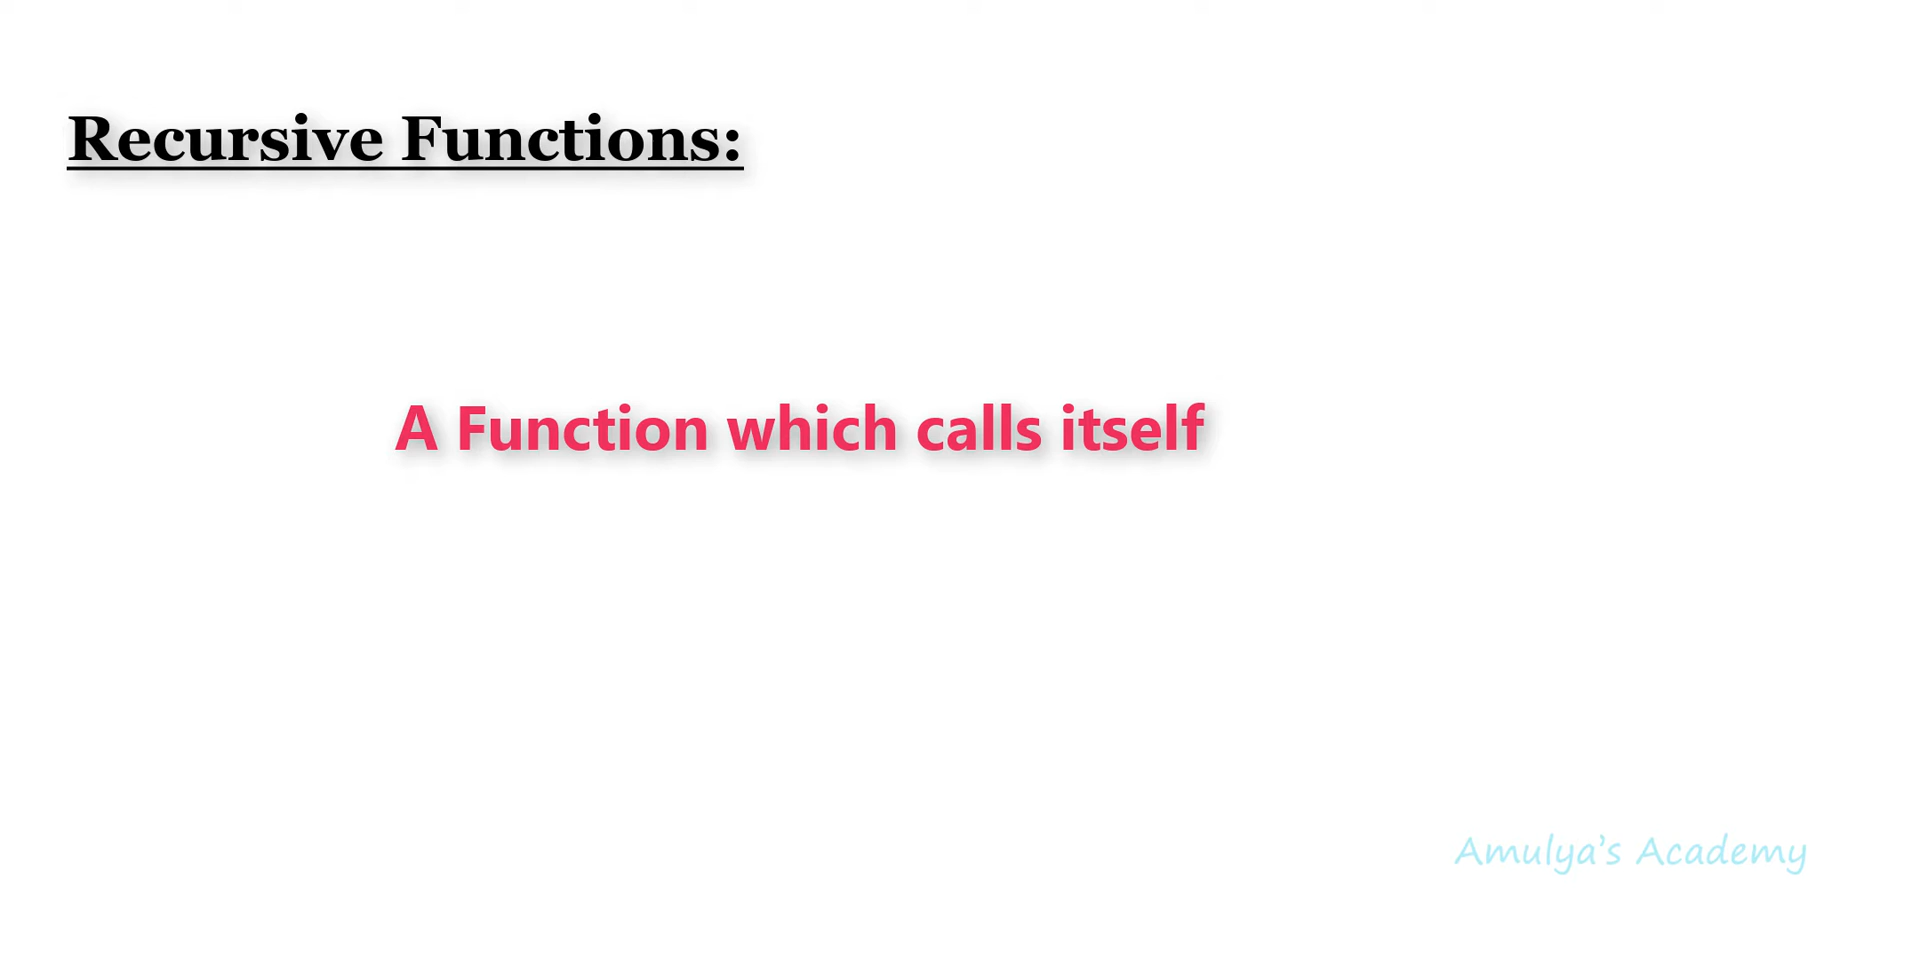 Recursive Functions:
A Function which calls itself
Amulya's Academy